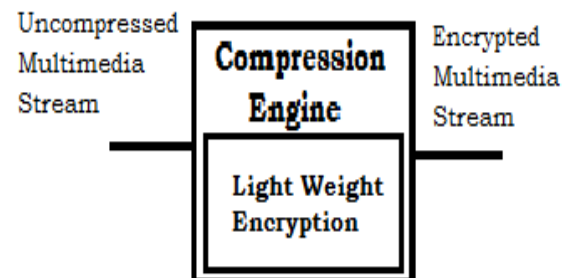 Uncompressed
Multimedia
Stream
Compression
Engine
Light Weight
Encryption
Encrypted
Multimedia
Stream